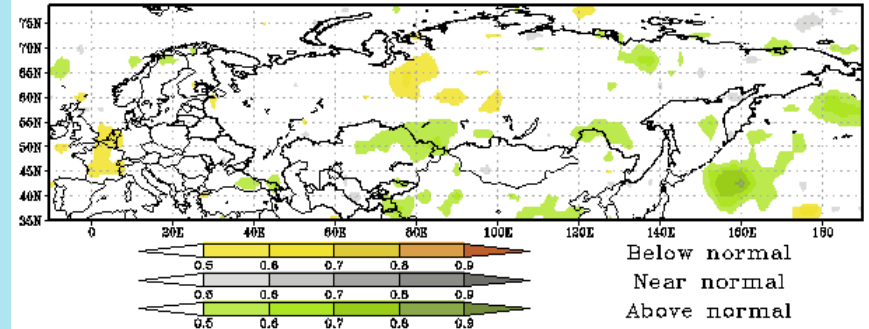 75N
70N
65N
60N
55N
50N
45N
40N
35N
0 20E 40E 60E 80E 100E 120E 140E 160E 180
0.5 0.6 0.7 0.8 0.9 Below normal
0.5 0.6 0.7 0.8 0.9 Near normal
0.5 0.6 0.7 0.8 0.9 Above normal